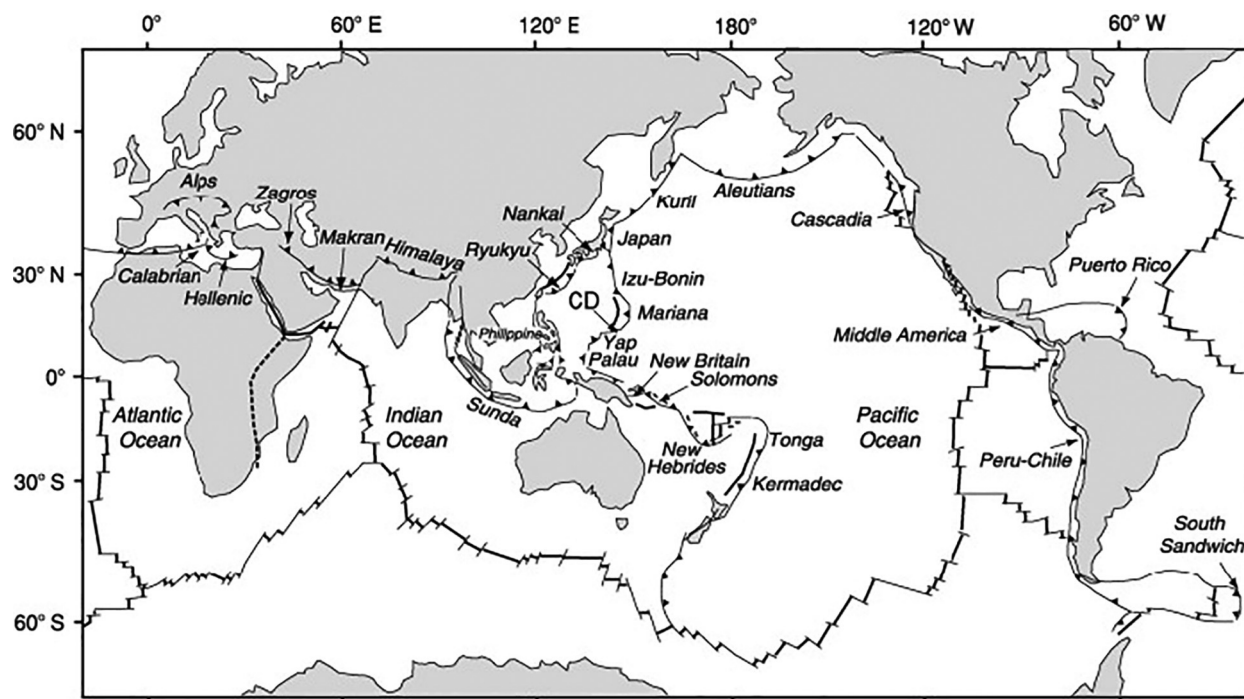 0° 60° E 120° E 180° 120° W 60° W
60° N
30° N
0°
30° S
60° S
Alps
Zagros
Makran
Himalaya
Calabrian
Hellenic
Nankai
Ryukyu
Kuril
Japan
Aleutians
Cascadia
Izu-Bonin
CD
Mariana
Philippine
Yap
Palau
New Britain
Solomons
Middle America
Puerto Rico
Sunda
Atlantic
Ocean
Indian
Ocean
New
Hebrides
Tonga
Kermadec
Pacific
Ocean
Peru-Chile
South
Sandwich